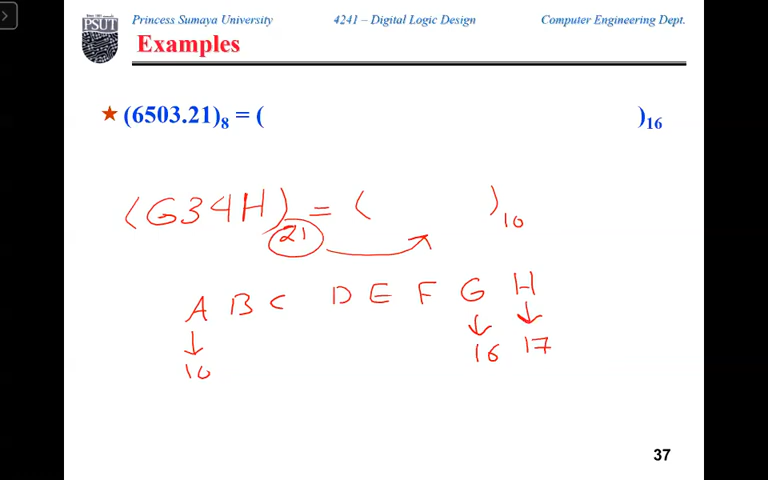 Princess Sumaya University 4241 – Digital Logic Design Computer Engineering Dept.
PSUT
Examples
(6503.21)8 = ( )16
(G34H)21 = ( )10
A B C D E F G H
10 16 17
37